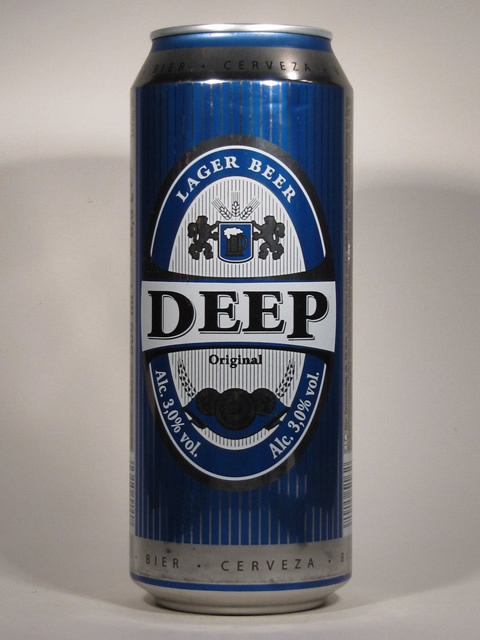 BIER · CERVEZA ·
LAGER BEER
DEEP
Original
Alc. 3,0% vol.
Alc. 3,0% vol.
· BIER · CERVEZA ·